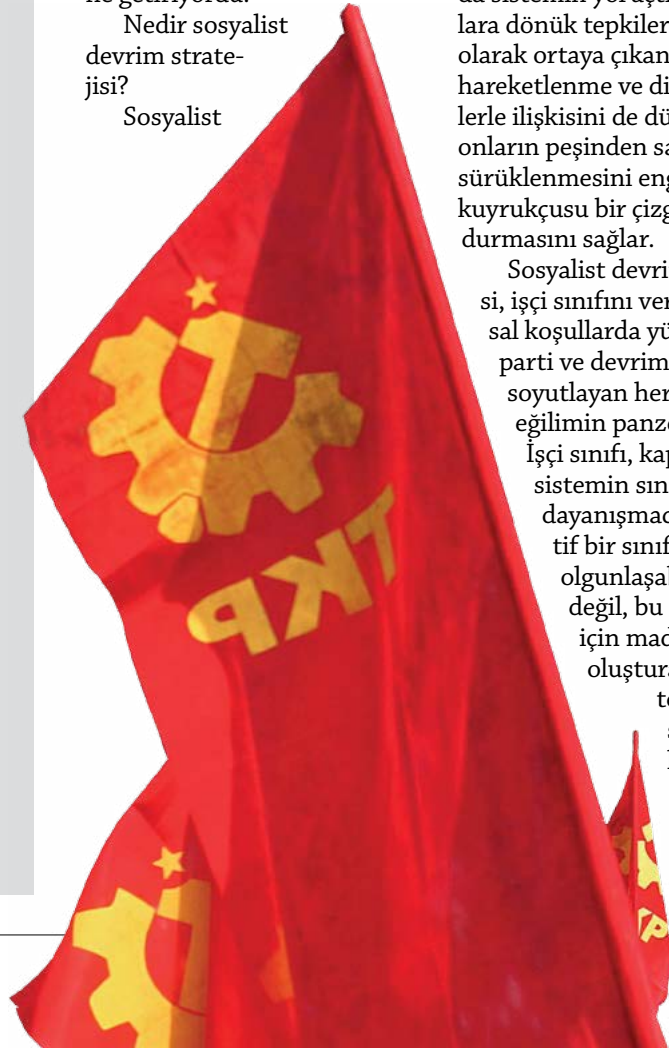 ne getiriyordu.
Nedir sosyalist
devrim strate-
jisi?
Sosyalist
da sistemin
lara dönük tepkiler
olarak ortaya çıkan
hareketlenme ve di
lerle ilişkisini de dü
onların peşinden sa
sürüklenmesini eng
kuyrukçusu bir çizg
durmasını sağlar.
Sosyalist devri
si, işçi sınıfını ver
sal koşullarda yü
parti ve devrim
soyutlayan her
eğilimin panze
İşçi sınıfı, kap
sistemin sın
dayanışmac
tif bir sınıf
olgunlaşal
değil, bu
için mad
oluştura
te
TKP
KP